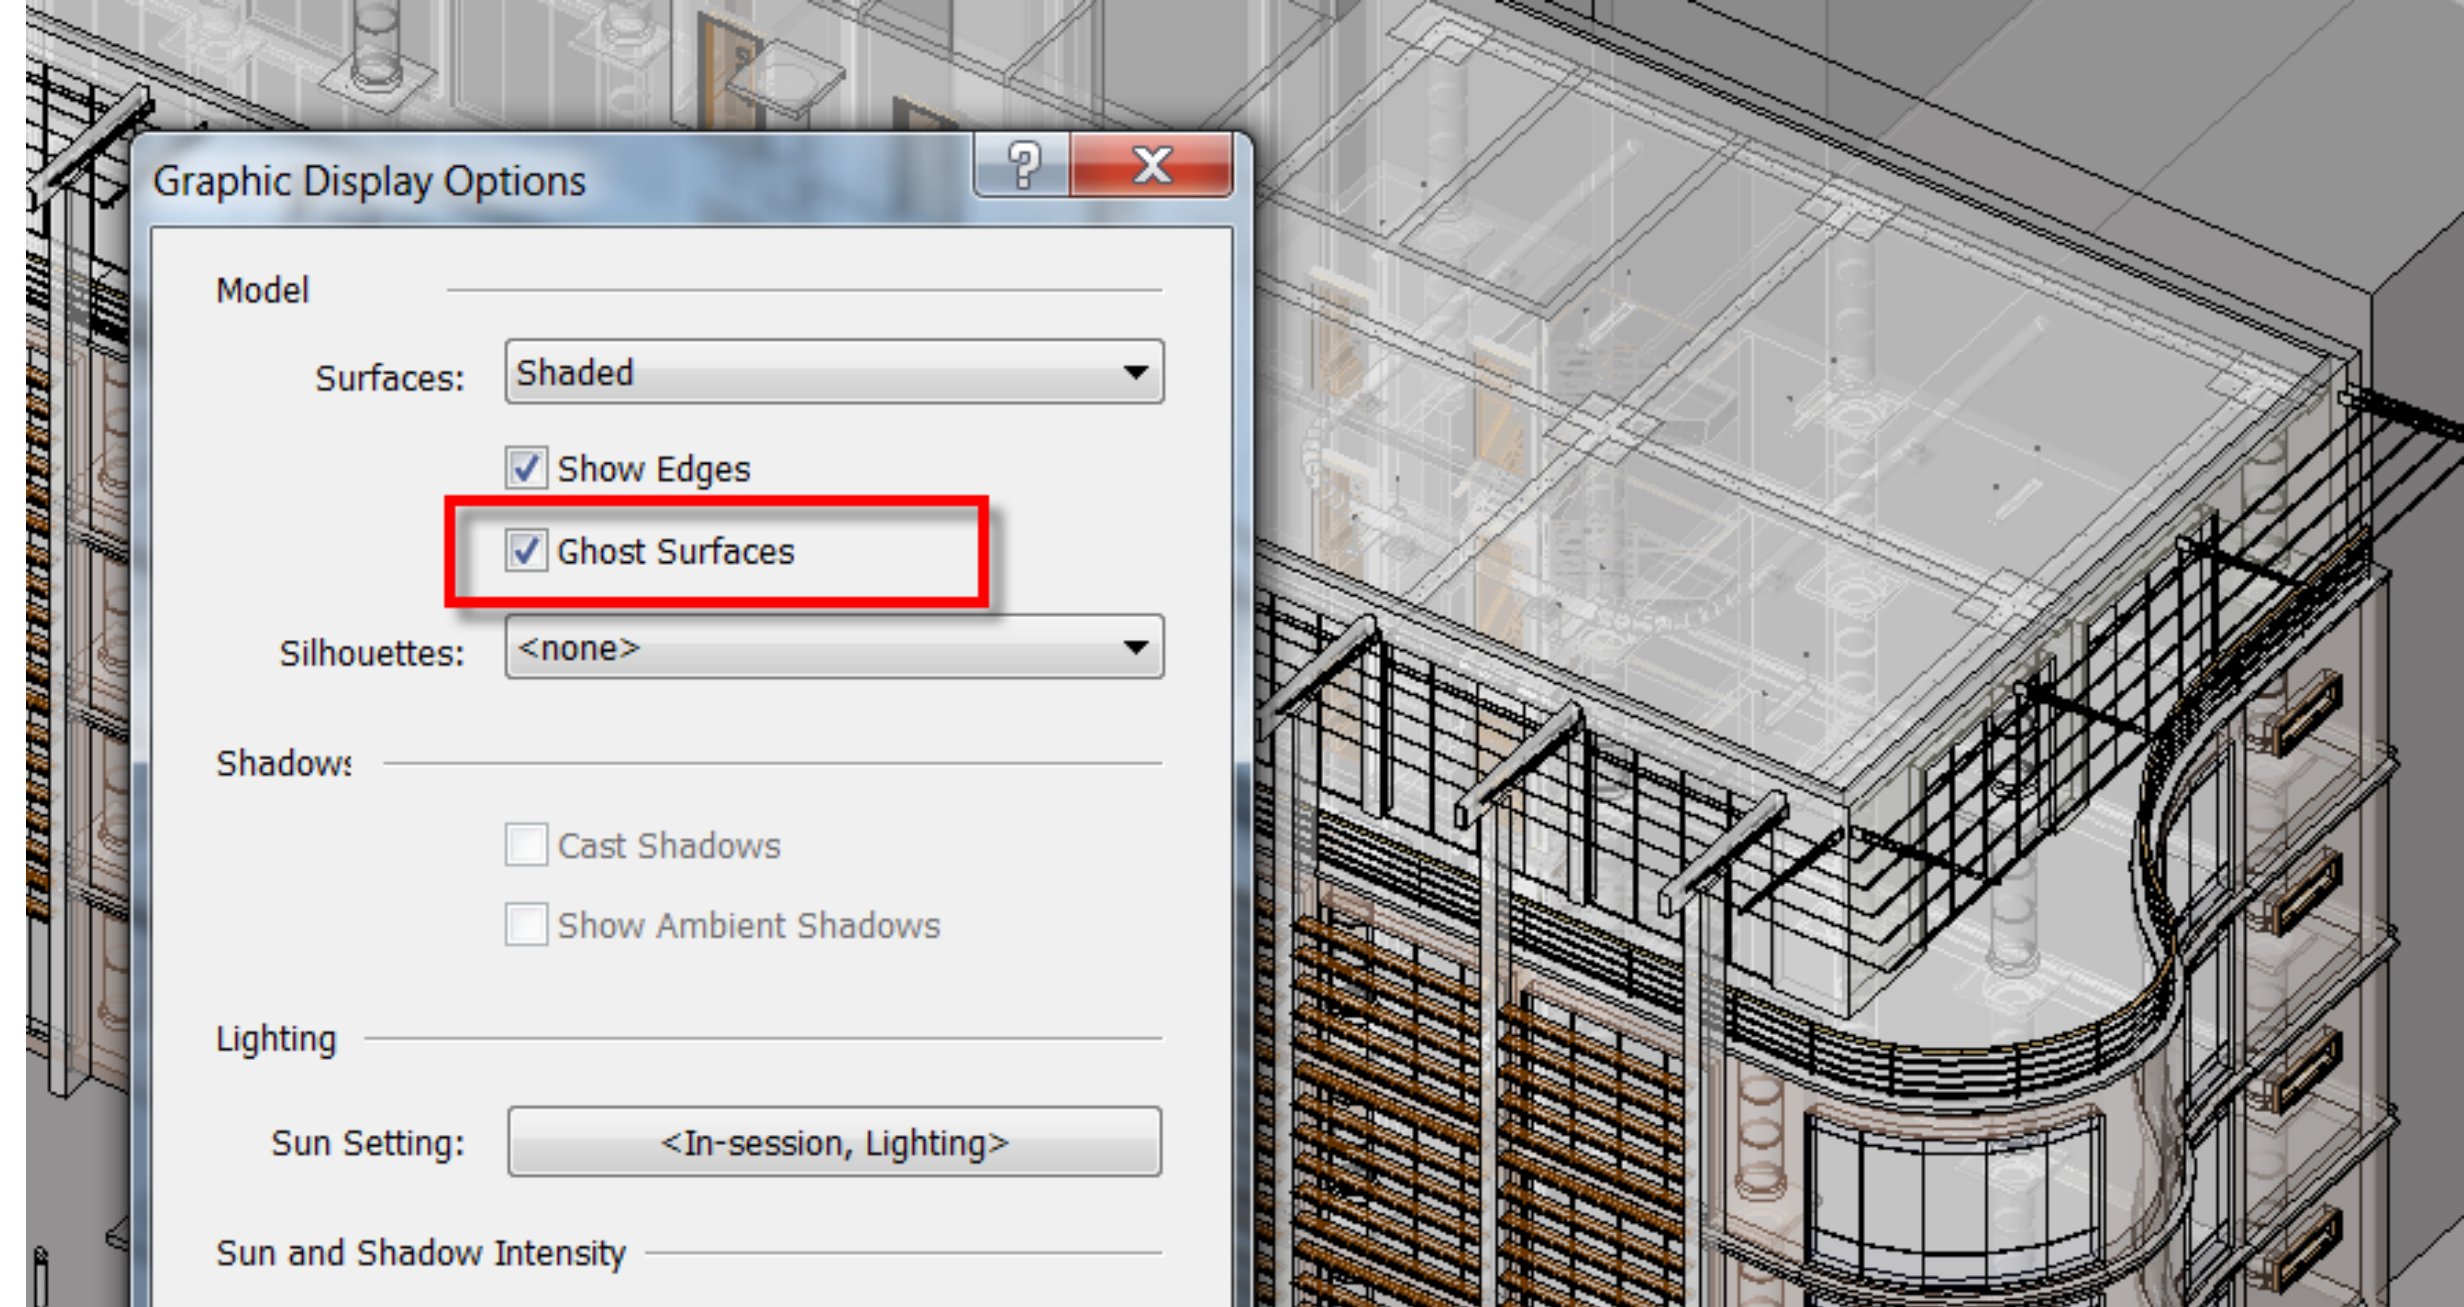 Graphic Display Options
?
X
Model
Surfaces:
Shaded
Show Edges
Ghost Surfaces
Silhouettes:
<none>
Shadows
Cast Shadows
Show Ambient Shadows
Lighting
Sun Setting:
<In-session, Lighting>
Sun and Shadow Intensity